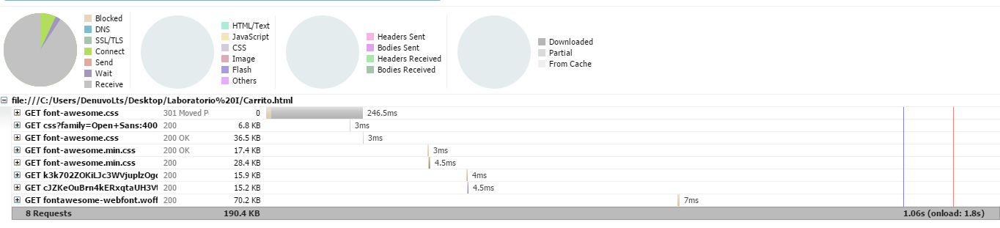 Blocked
DNS
SSL/TLS
Connect
Send
Wait
Receive
HTML/Text
JavaScript
CSS
Image
Flash
Others
Headers Sent
Bodies Sent
Headers Received
Bodies Received
Downloaded
Partial
From Cache
file:///C:/Users/DenuvoLts/Desktop/Laboratorio%20I/Carrito.html
GET font-awesome.css 301 Moved P 0 246.5ms
GET css?family=Open+Sans:400 200 6.8 KB 3ms
GET font-awesome.css 200 OK 36.5 KB 3ms
GET font-awesome.min.css 200 OK 17.4 KB 3ms
GET font-awesome.min.css 200 28.4 KB 4.5ms
GET 200 15.9 KB 4ms
GET 200 15.2 KB 4.5ms
GET fontawesome-webfont.woff 200 70.2 KB 7ms
8 Requests 190.4 KB 1.06s (onload: 1.8s)